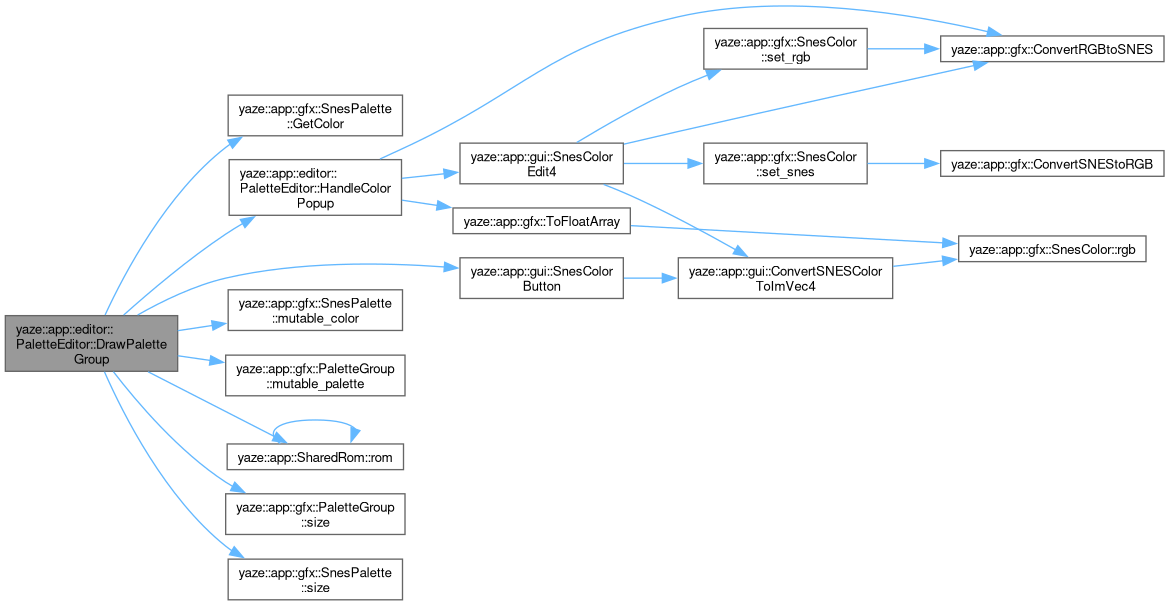 yaze::app::gfx::SnesColor
::set_rgb
yaze::app::gfx::ConvertRGBtoSNES
yaze::app::gfx::SnesPalette
::GetColor
yaze::app::gui::SnesColor
Edit4
yaze::app::gfx::SnesColor
::set_snes
yaze::app::gfx::ConvertSNEStoRGB
yaze::app::editor::
PaletteEditor::HandleColor
Popup
yaze::app::gfx::ToFloatArray
yaze::app::gfx::SnesColor::rgb
yaze::app::gui::SnesColor
Button
yaze::app::gui::ConvertSNESColor
ToImVec4
yaze::app::gfx::SnesPalette
::mutable_color
yaze::app::editor::
PaletteEditor::DrawPalette
Group
yaze::app::gfx::PaletteGroup
::mutable_palette
yaze::app::SharedRom::rom
yaze::app::gfx::PaletteGroup
::size
yaze::app::gfx::SnesPalette
::size